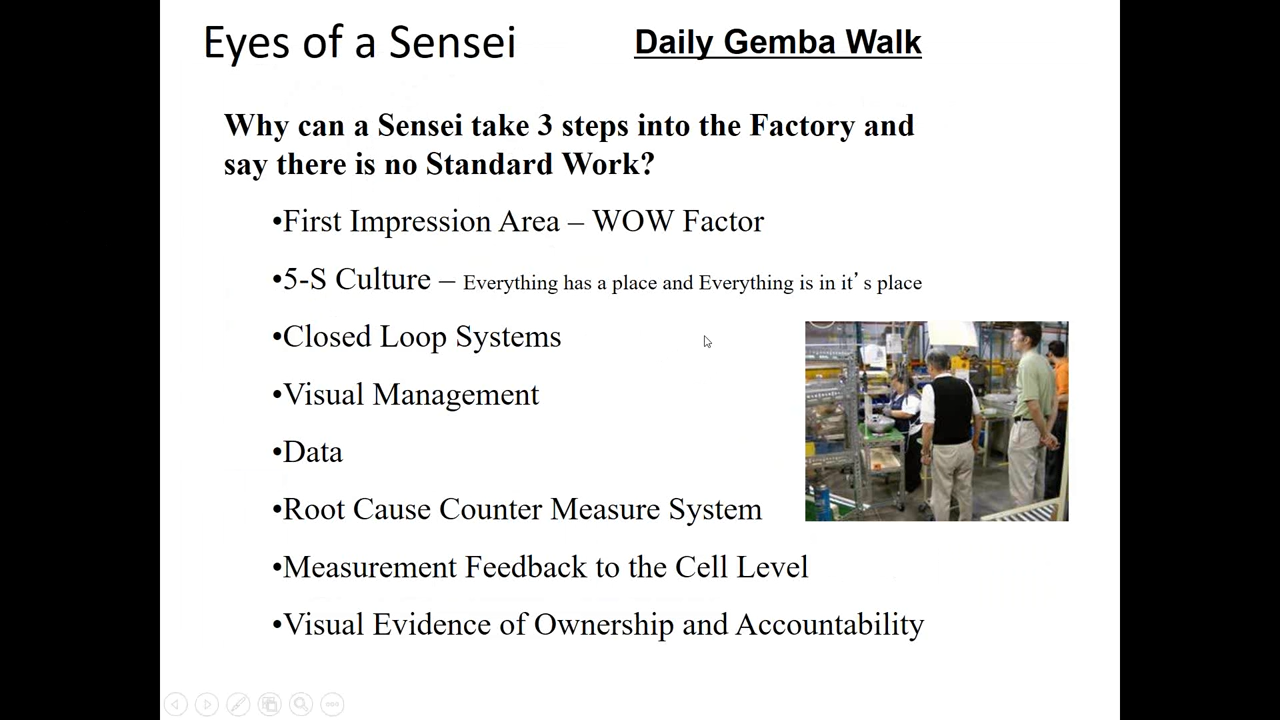 Eyes of a Sensei
Daily Gemba Walk
Why can a Sensei take 3 steps into the Factory and
say there is no Standard Work?
•First Impression Area – WOW Factor
•5-S Culture – Everything has a place and Everything is in it’s place
•Closed Loop Systems
•Visual Management
•Data
•Root Cause Counter Measure System
•Measurement Feedback to the Cell Level
•Visual Evidence of Ownership and Accountability